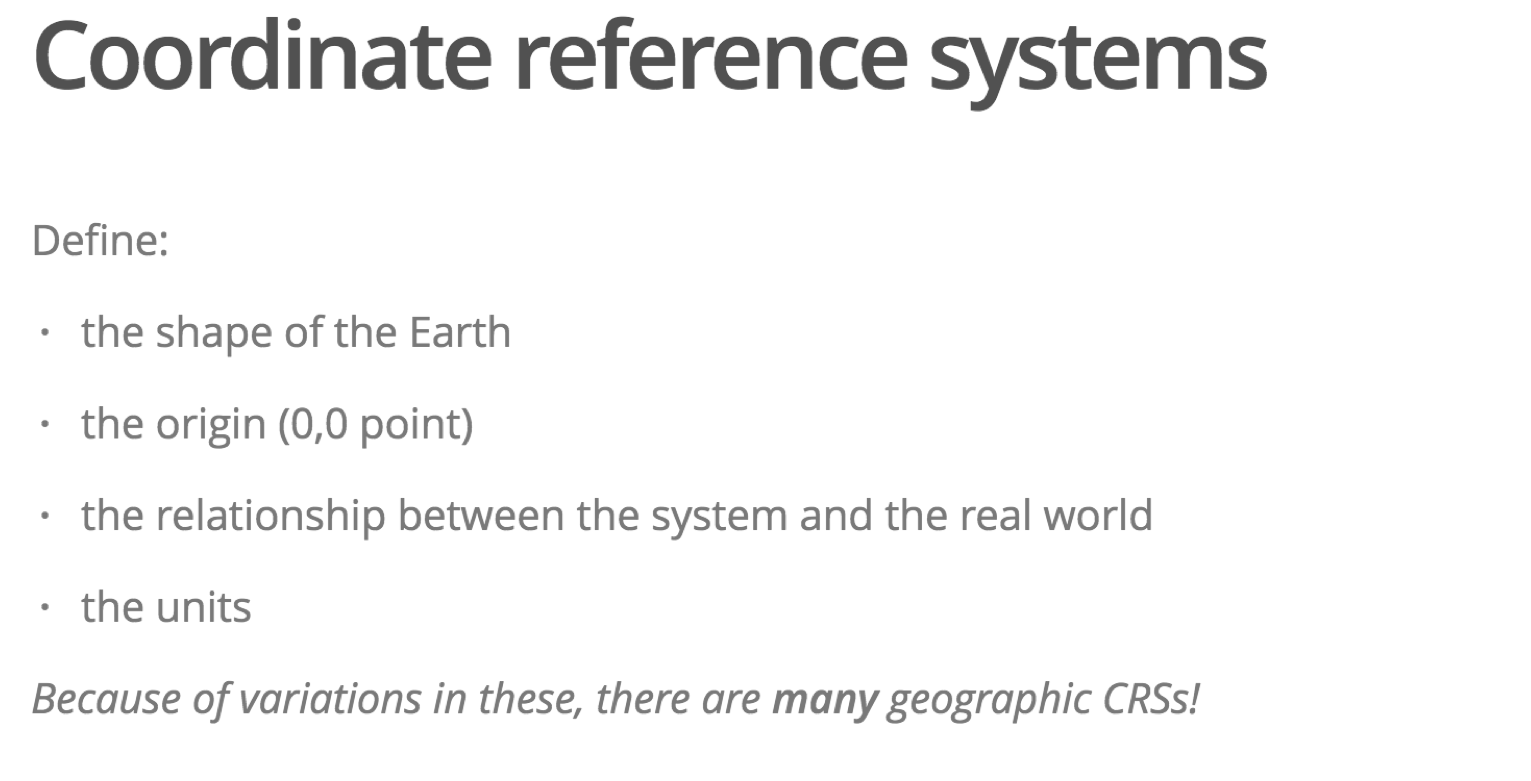 Coordinate reference systems
Define:
· the shape of the Earth
· the origin (0,0 point)
· the relationship between the system and the real world
· the units
Because of variations in these, there are many geographic CRSs!